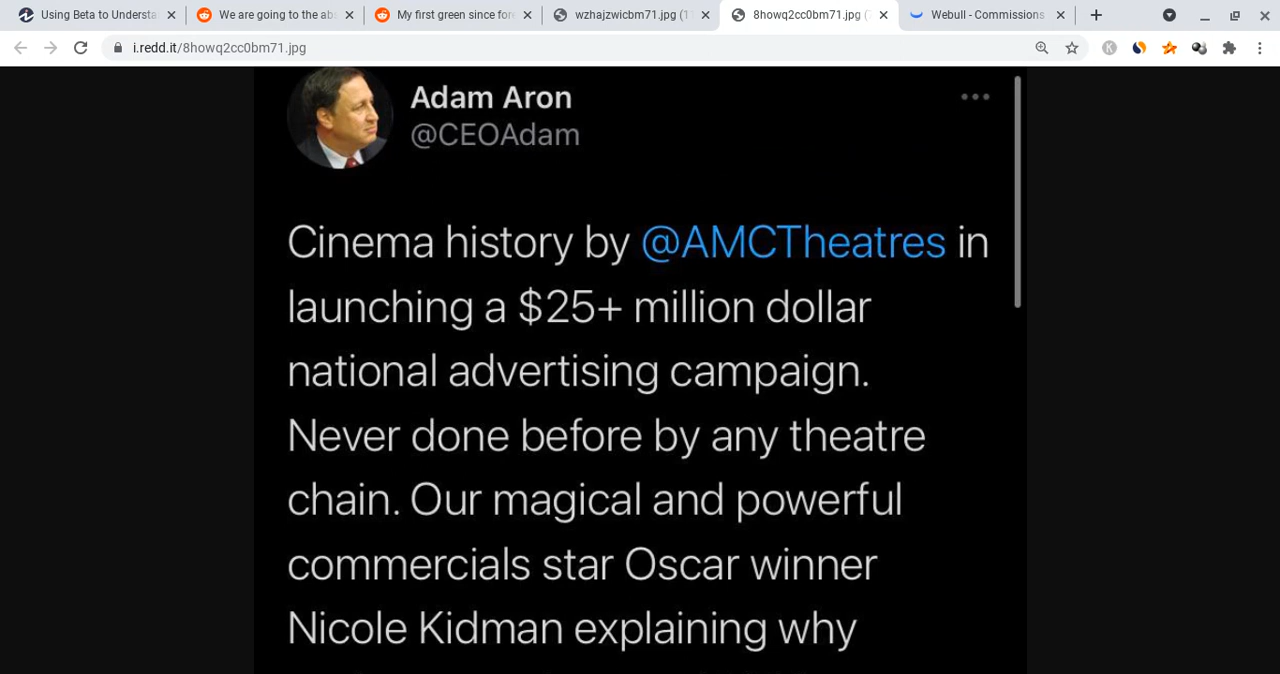 Using Beta to Understa
We are going to the ab
My first green since for
wzhajzwicbm71.jpg (1
8howq2cc0bm71.jpg (
Webull - Commissions
i.redd.it/8howq2cc0bm71.jpg
K
Adam Aron
@CEOAdam
Cinema history by @AMCTheatres in
launching a $25+ million dollar
national advertising campaign.
Never done before by any theatre
chain. Our magical and powerful
commercials star Oscar winner
Nicole Kidman explaining why